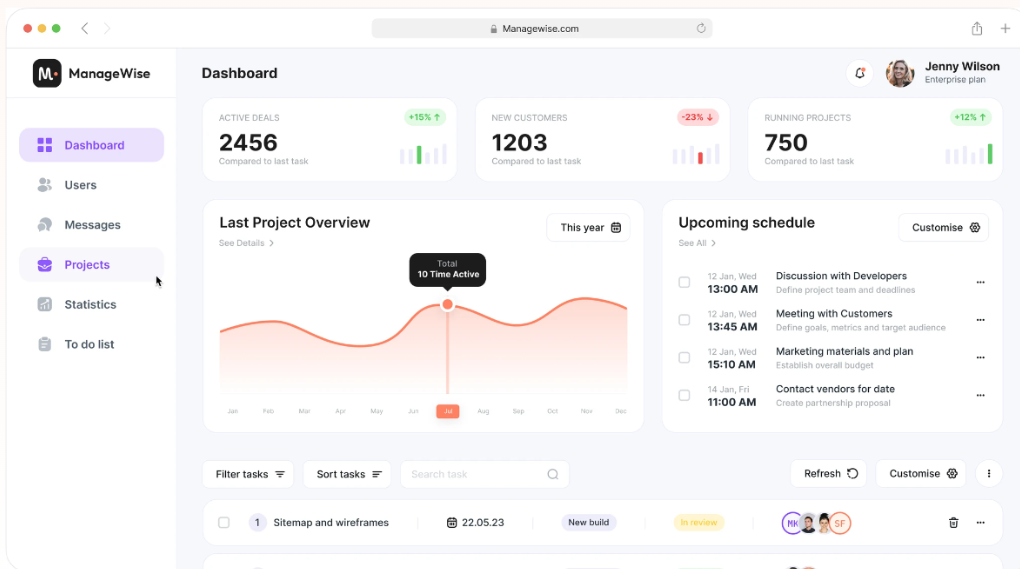 Managewise.com
M.
ManageWise
Dashboard
Jenny Wilson
Enterprise plan
Dashboard
Users
Messages
Projects
Statistics
To do list
ACTIVE DEALS
+15% ↑
2456
Compared to last task
NEW CUSTOMERS
-23% ↓
1203
Compared to last task
RUNNING PROJECTS
+12% ↑
750
Compared to last task
Last Project Overview
See Details >
This year
Total
10 Time Active
Jan Feb Mar Apr May Jun Jul Aug Sep Oct Nov Dec
Upcoming schedule
See All >
Customise
12 Jan, Wed
13:00 AM
Discussion with Developers
Define project team and deadlines
12 Jan, Wed
13:45 AM
Meeting with Customers
Define goals, metrics and target audience
12 Jan, Wed
15:10 AM
Marketing materials and plan
Establish overall budget
14 Jan, Fri
11:00 AM
Contact vendors for date
Create partnership proposal
Filter tasks
Sort tasks
Search task
Refresh
Customise
1 Sitemap and wireframes 22.05.23 New build In review MK SF